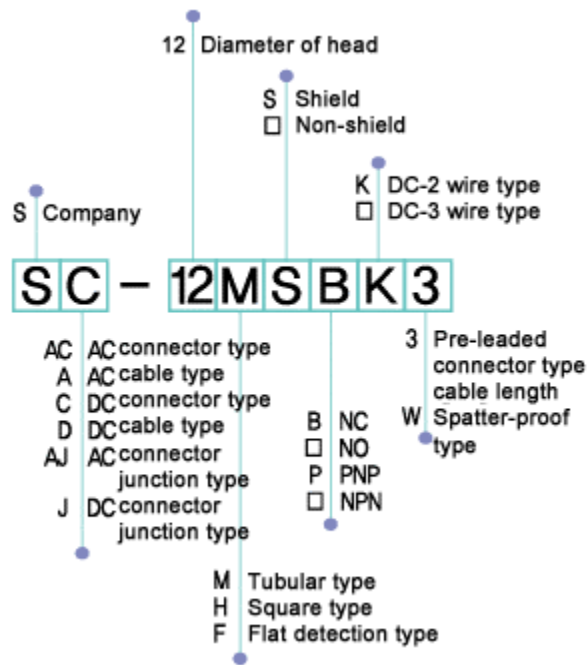 12 Diameter of head
S Shield
□ Non-shield
K DC-2 wire type
□ DC-3 wire type
S Company
SC-12MSBK3
AC AC connector type
A AC cable type
C DC connector type
D DC cable type
AJ AC connector
junction type
J DC connector
junction type
3 Pre-leaded
connector type
cable length
W Spatter-proof
type
B NC
□ NO
P PNP
□ NPN
M Tubular type
H Square type
F Flat detection type